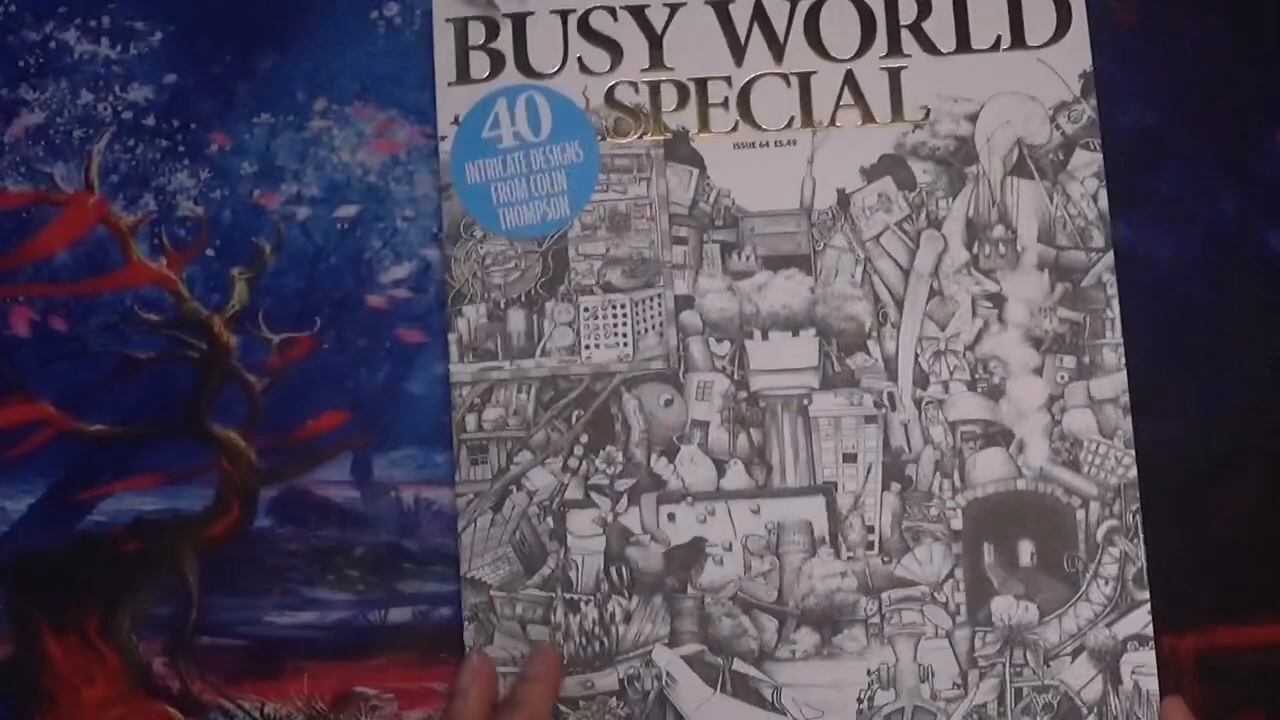 BUSY WORLD
SPECIAL
ISSUE 64 £5.49
40
INTRICATE DESIGNS
FROM COLIN
THOMPSON